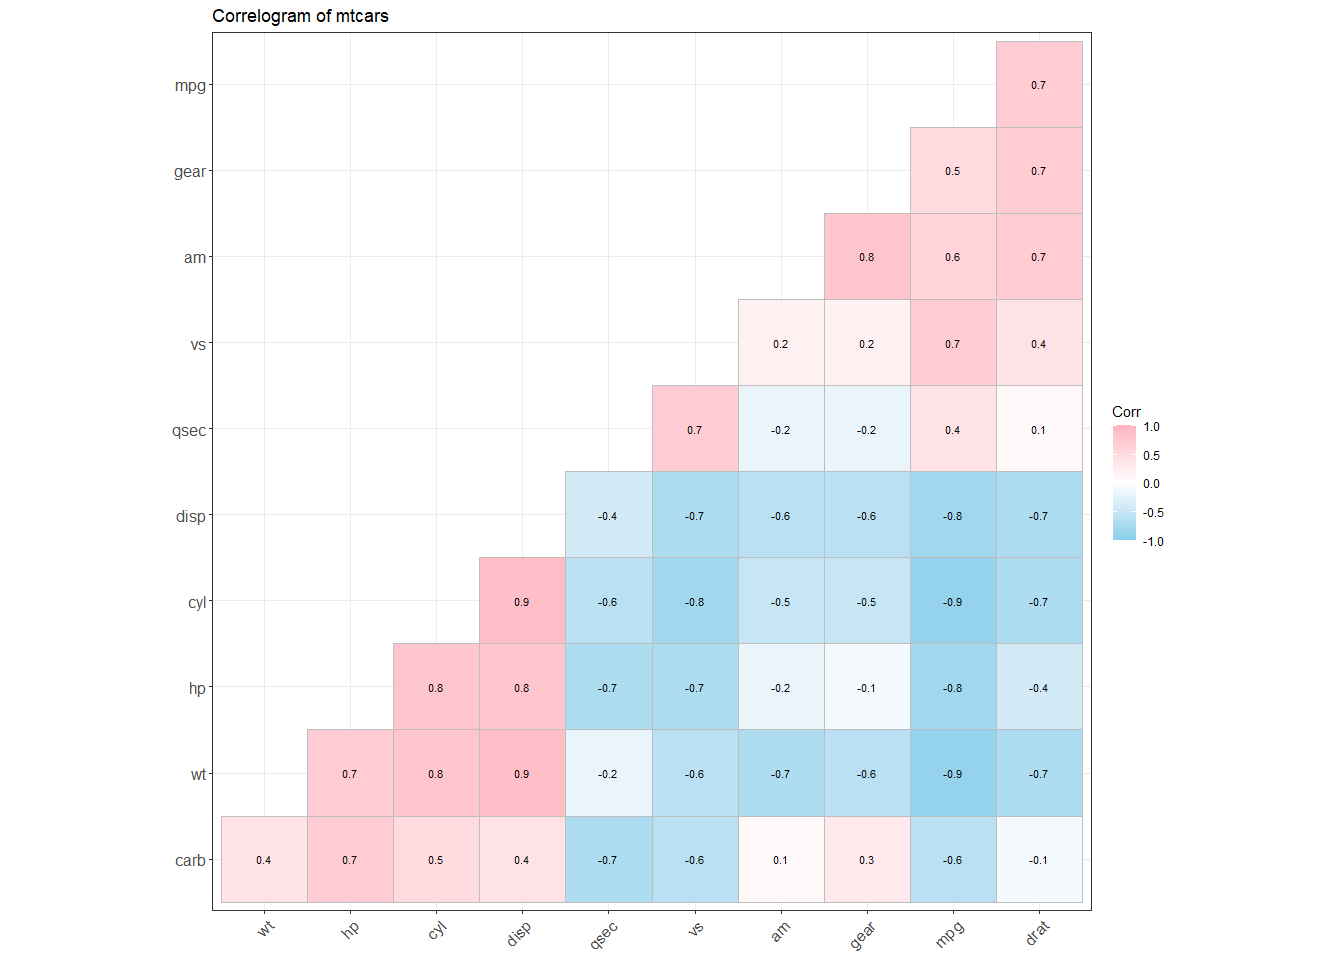 Correlogram of mtcars
mpg 0.7
gear 0.5 0.7
am 0.8 0.6 0.7
vs 0.2 0.2 0.7 0.4
qsec 0.7 -0.2 -0.2 0.4 0.1
disp -0.4 -0.7 -0.6 -0.6 -0.8 -0.7
cyl 0.9 -0.6 -0.8 -0.5 -0.5 -0.9 -0.7
hp 0.8 0.8 -0.7 -0.7 -0.2 -0.1 -0.8 -0.4
wt 0.7 0.8 0.9 -0.2 -0.6 -0.7 -0.6 -0.9 -0.7
carb 0.4 0.7 0.5 0.4 -0.7 -0.6 0.1 0.3 -0.6 -0.1
wt hp cyl disp qsec vs am gear mpg drat
Corr
1.0
0.5
0.0
-0.5
-1.0